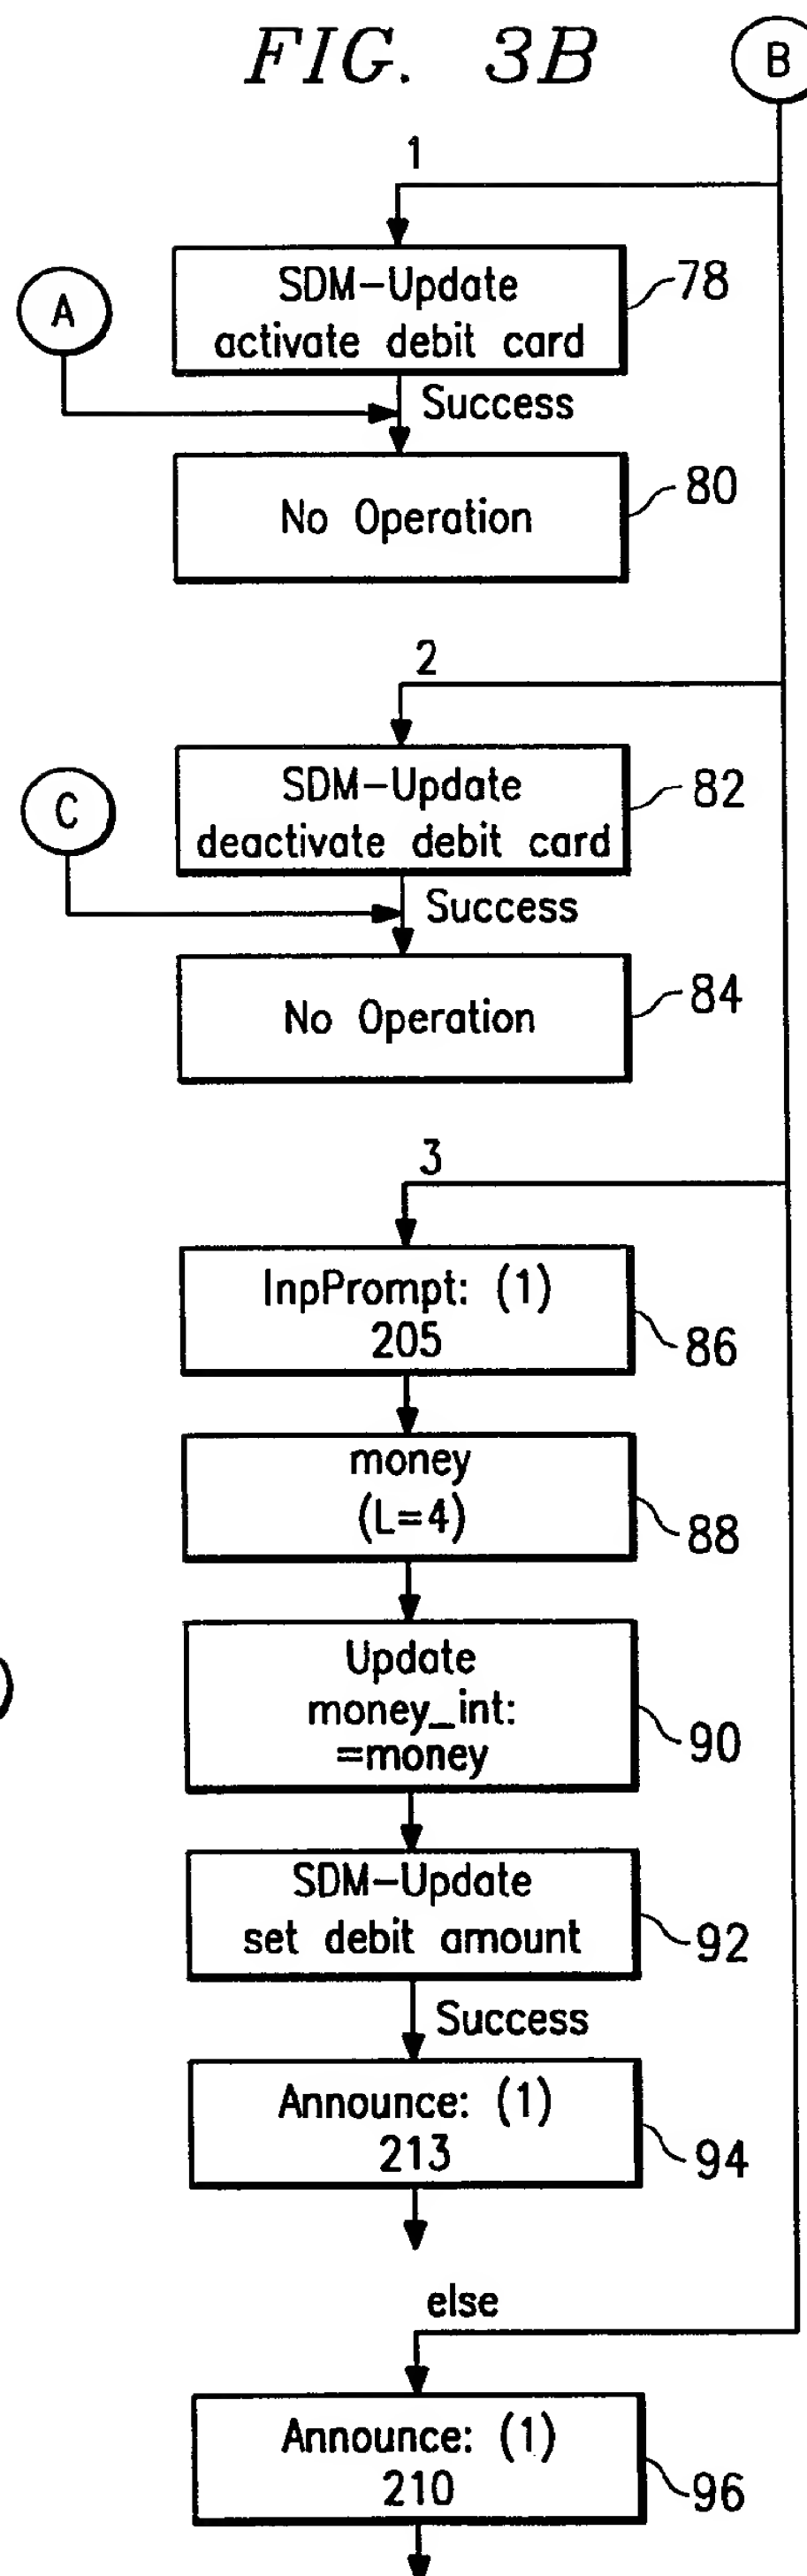 FIG. 3B
B
1
SDM-Update
activate debit card
78
A
Success
No Operation
80
2
SDM-Update
deactivate debit card
82
C
Success
No Operation
84
3
InpPrompt: (1)
205
86
money
(L=4)
88
Update
money_int:
=money
90
SDM-Update
set debit amount
92
Success
Announce: (1)
213
94
else
Announce: (1)
210
96